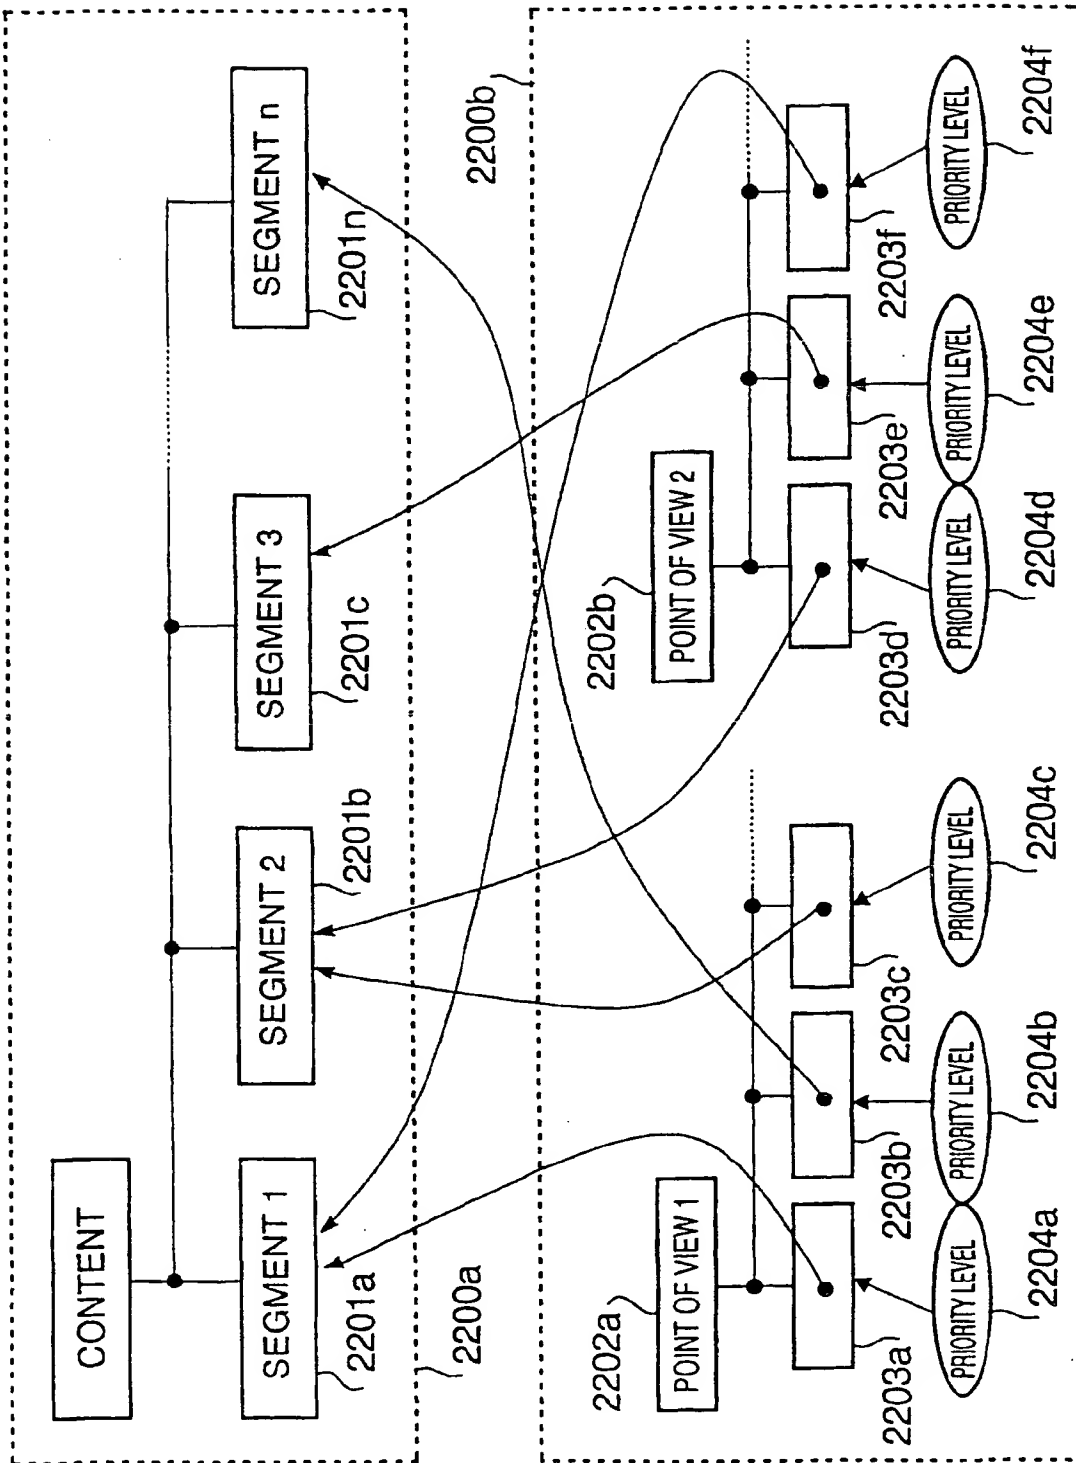 CONTENT
SEGMENT 1
SEGMENT 2
SEGMENT 3
SEGMENT n
2201a
2201b
2201c
2201n
2200a
2200b
2202a
POINT OF VIEW 1
2202b
POINT OF VIEW 2
2203a
2203b
2203c
2203d
2203e
2203f
PRIORITY LEVEL
PRIORITY LEVEL
PRIORITY LEVEL
PRIORITY LEVEL
PRIORITY LEVEL
PRIORITY LEVEL
2204a
2204b
2204c
2204d
2204e
2204f